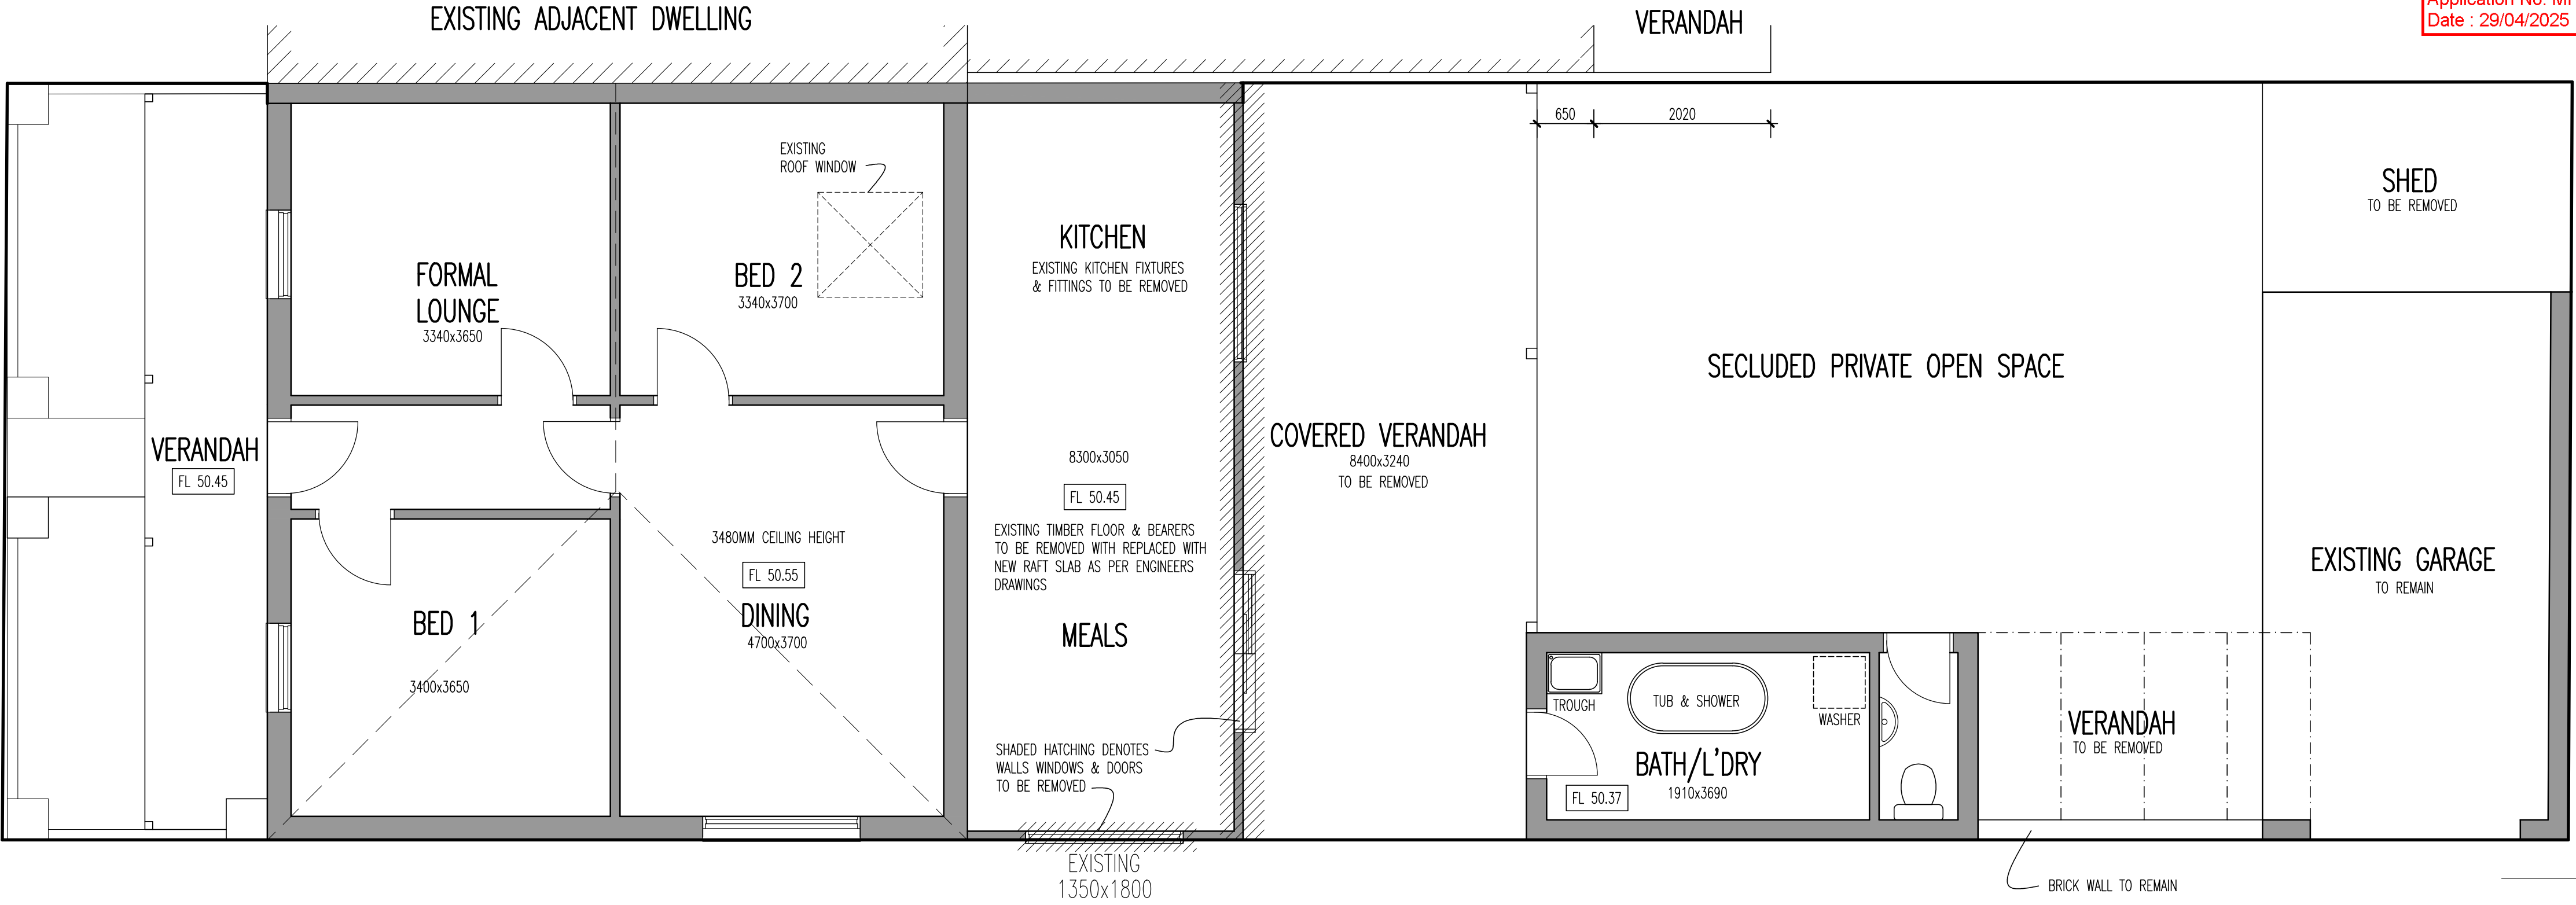 EXISTING ADJACENT DWELLING
VERANDAH
Date : 29/04/2025
650
2020
EXISTING
ROOF WINDOW
SHED
TO BE REMOVED
KITCHEN
EXISTING KITCHEN FIXTURES
& FITTINGS TO BE REMOVED
FORMAL
LOUNGE
3340x3650
BED 2
3340x3700
SECLUDED PRIVATE OPEN SPACE
VERANDAH
FL 50.45
8300x3050
FL 50.45
COVERED VERANDAH
8400x3240
TO BE REMOVED
EXISTING TIMBER FLOOR & BEARERS
TO BE REMOVED WITH REPLACED WITH
NEW RAFT SLAB AS PER ENGINEERS
DRAWINGS
3480MM CEILING HEIGHT
FL 50.55
DINING
4700x3700
EXISTING GARAGE
TO REMAIN
BED 1
3400x3650
MEALS
TROUGH
TUB & SHOWER
WASHER
VERANDAH
TO BE REMOVED
SHADED HATCHING DENOTES
WALLS WINDOWS & DOORS
TO BE REMOVED
BATH/L'DRY
1910x3690
FL 50.37
EXISTING
1350x1800
BRICK WALL TO REMAIN